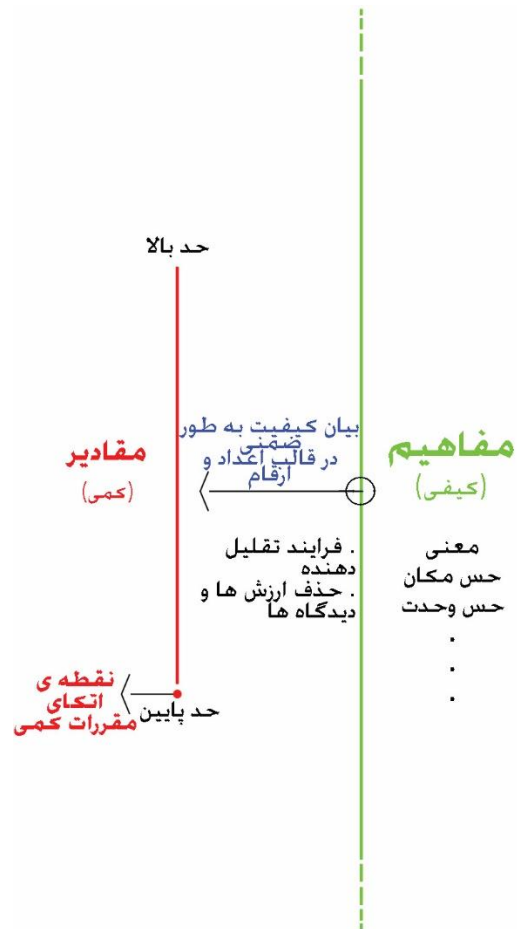 مفاهیم
(کیفی)
معنی
حس مکان
حس وحدت
.
.
.
بیان کیفیت به طور
ضمنی
در قالب اعداد و
ارقام
. فرایند تقلیل
دهنده
. حذف ارزش ها و
دیدگاه ها
حد بالا
مقادیر
(کمی)
حد پایین
نقطه ی
اتکای
مقررات کمی